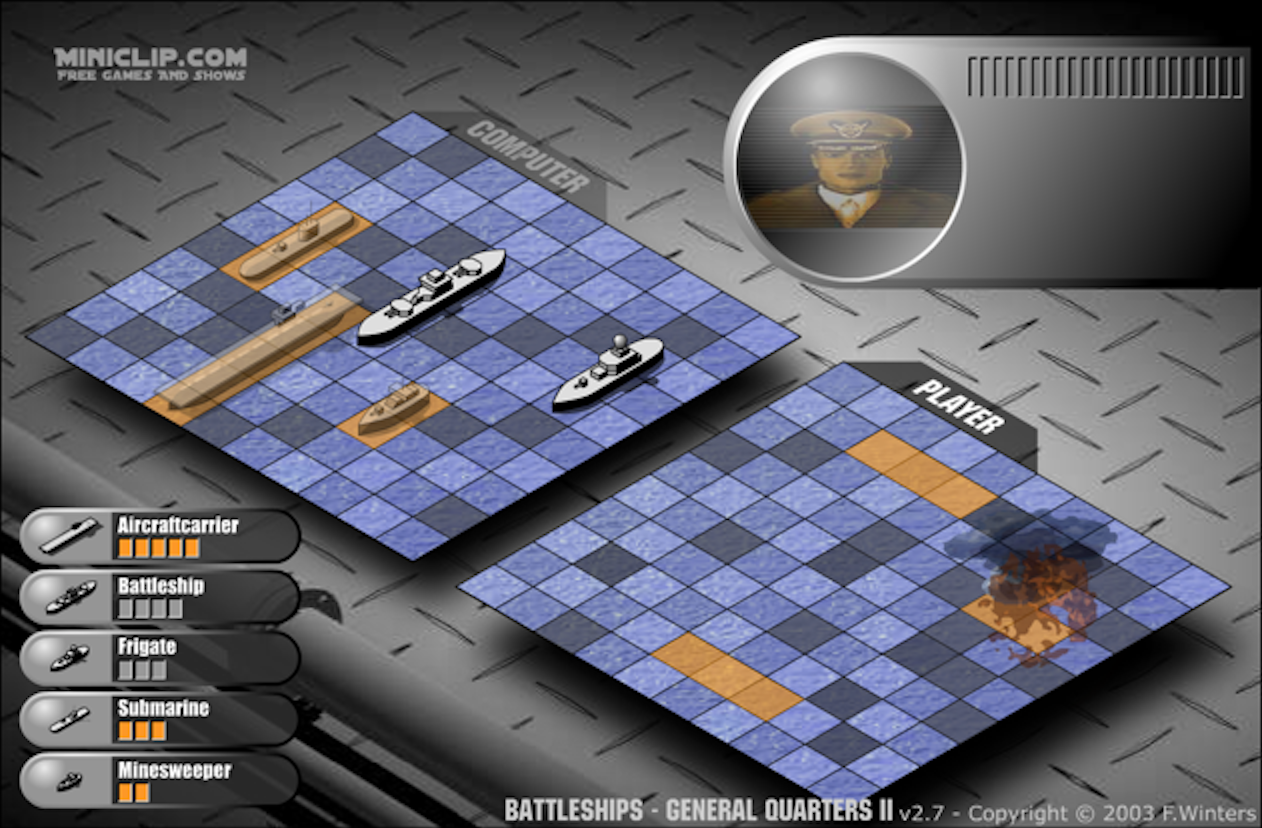 MINICLIP.COM
FREE GAMES AND SHOWS
COMPUTER
PLAYER
Aircraftcarrier
Battleship
Frigate
Submarine
Minesweeper
BATTLESHIPS - GENERAL QUARTERS II v2.7 - Copyright © 2003 F.Winters